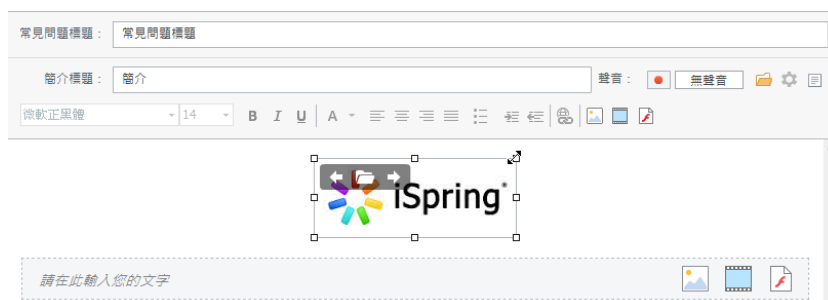 常見問題標題： 常見問題標題
簡介標題： 簡介 聲音： 無聲音
微軟正黑體 14 B I U A
iSpring®
請在此輸入您的文字